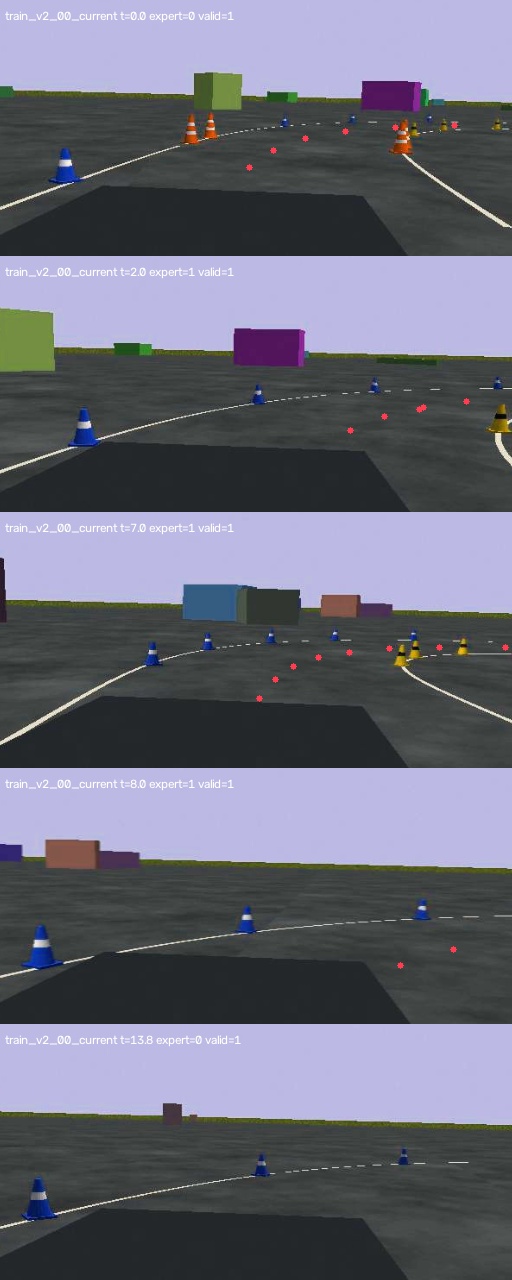 train_v2_00_current t=0.0 expert=0 valid=1
train_v2_00_current t=2.0 expert=1 valid=1
train_v2_00_current t=7.0 expert=1 valid=1
train_v2_00_current t=8.0 expert=1 valid=1
train_v2_00_current t=13.8 expert=0 valid=1